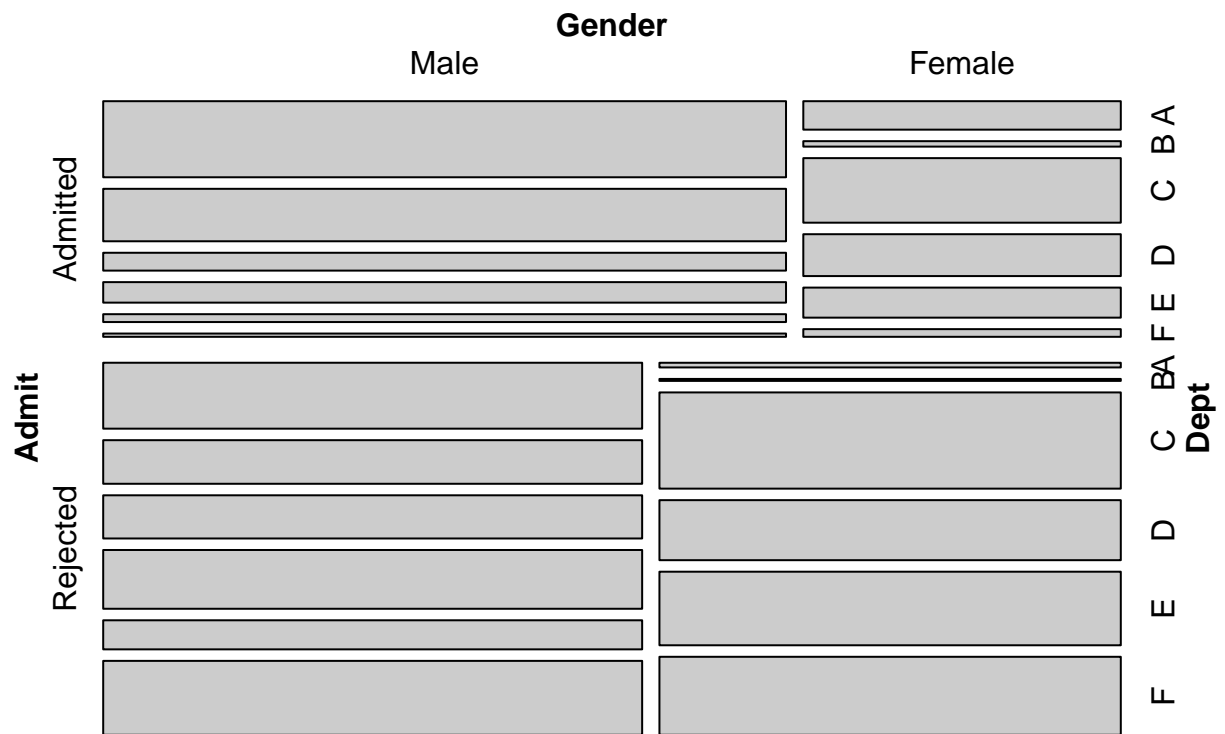 Gender
Male Female
Admit
Admitted
Rejected
A
B
C
D
E
F
A
B
C
D
E
F
Dept